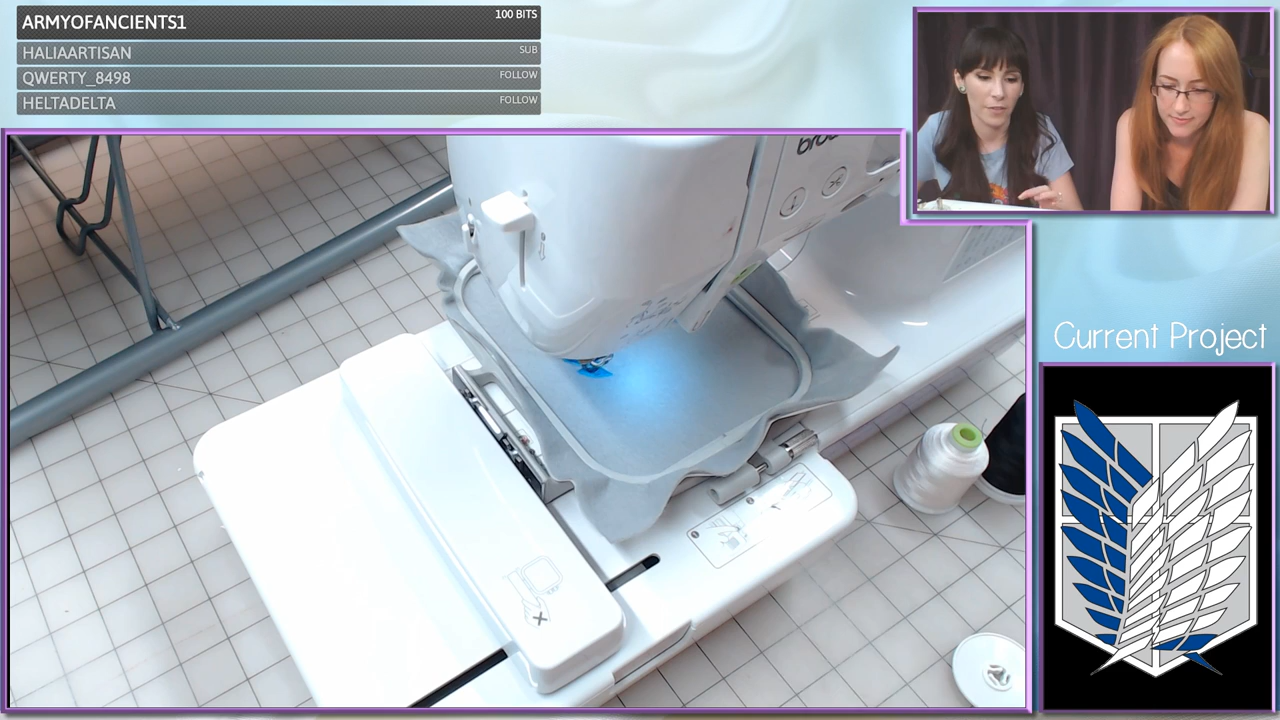 ARMYOFANCIENTS1 100 BITS
HALIAARTISAN SUB
QWERTY_8498 FOLLOW
HELTADELTA FOLLOW
Current Project